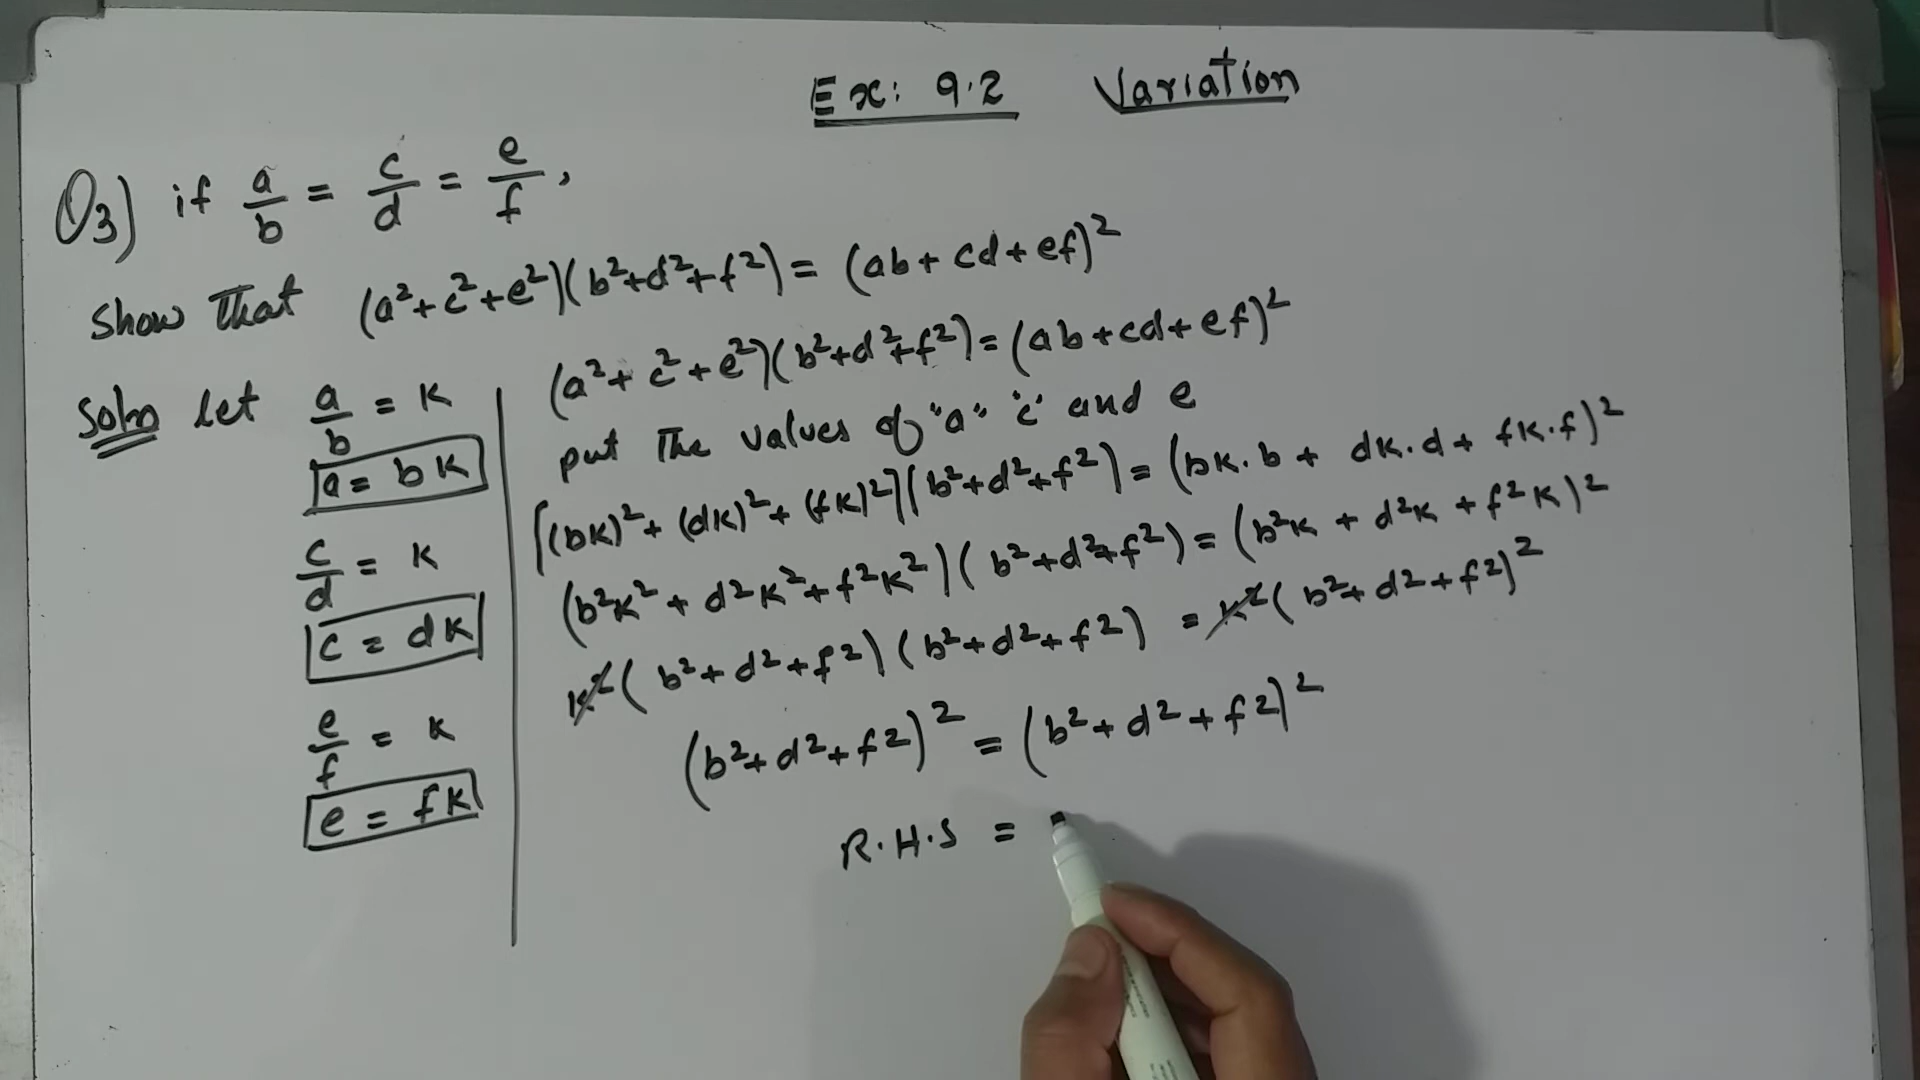 Ex: 9.2 Variation
Q3) if a/b = c/d = e/f,
Show That (a²+c²+e²)(b²+d²+f²) = (ab+cd+ef)²
Soln let a/b = k
a = bk
c/d = k
c = dk
e/f = k
e = fk
(a²+c²+e²)(b²+d²+f²) = (ab+cd+ef)²
put The values of "a" 'c' and e
[(bk)²+(dk)²+(fk)²](b²+d²+f²) = (bk.b + dk.d + fk.f)²
(b²k²+d²k²+f²k²)(b²+d²+f²) = (b²k + d²k + f²k)²
k²(b²+d²+f²)(b²+d²+f²) = k²(b²+d²+f²)²
(b²+d²+f²)² = (b²+d²+f²)²
R.H.S =